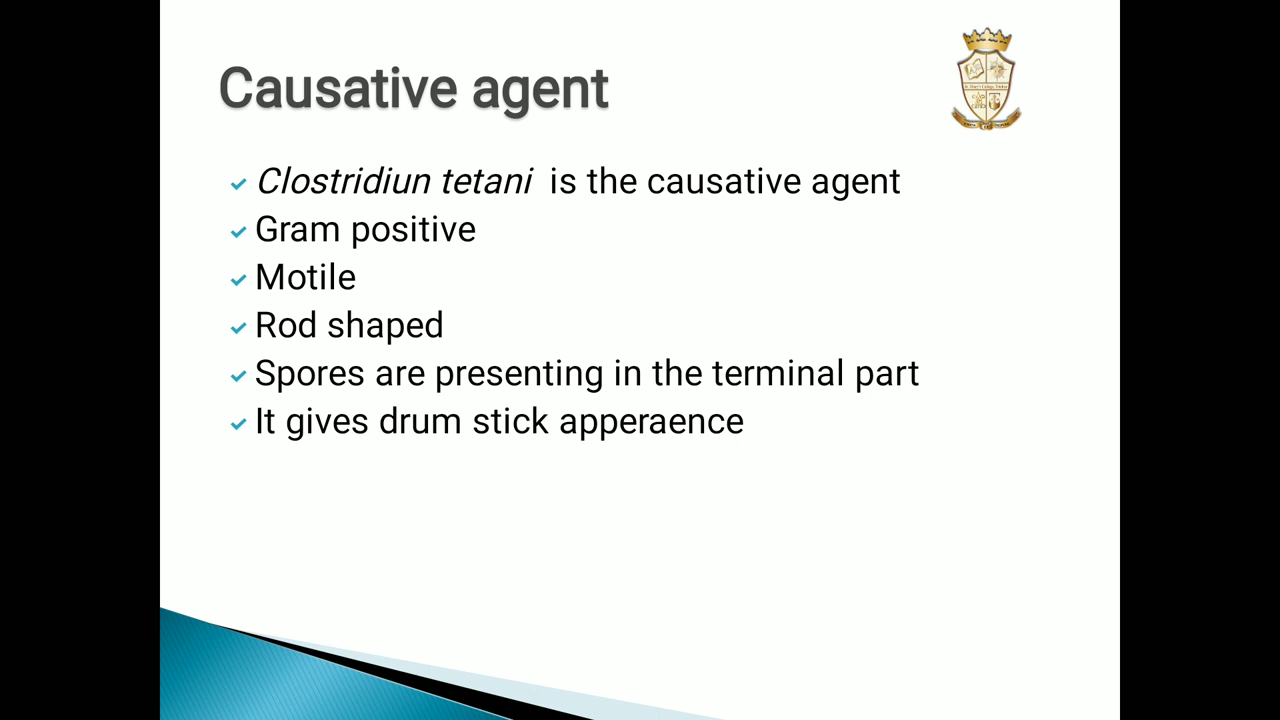 Causative agent
Clostridiun tetani is the causative agent
Gram positive
Motile
Rod shaped
Spores are presenting in the terminal part
It gives drum stick apperaence